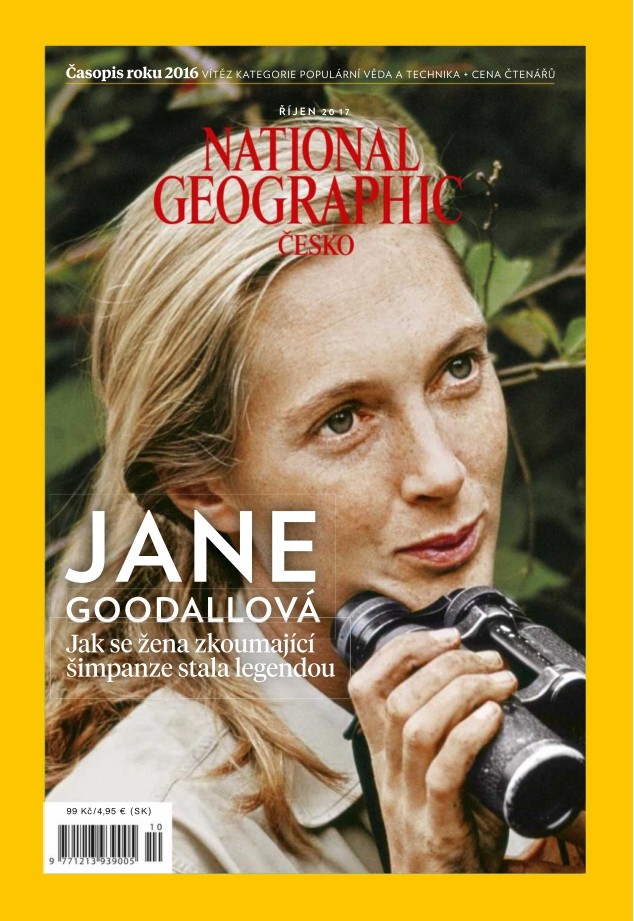 Časopis roku 2016 VÍTĚZ KATEGORIE POPULÁRNÍ VĚDA A TECHNIKA + CENA ČTENÁŘŮ
ŘÍJEN 2017
NATIONAL
GEOGRAPHIC
ČESKO
JANE
GOODALLOVÁ
Jak se žena zkoumající
šimpanze stala legendou
99 Kč/4,95 € (SK)
10
9 771213 939005